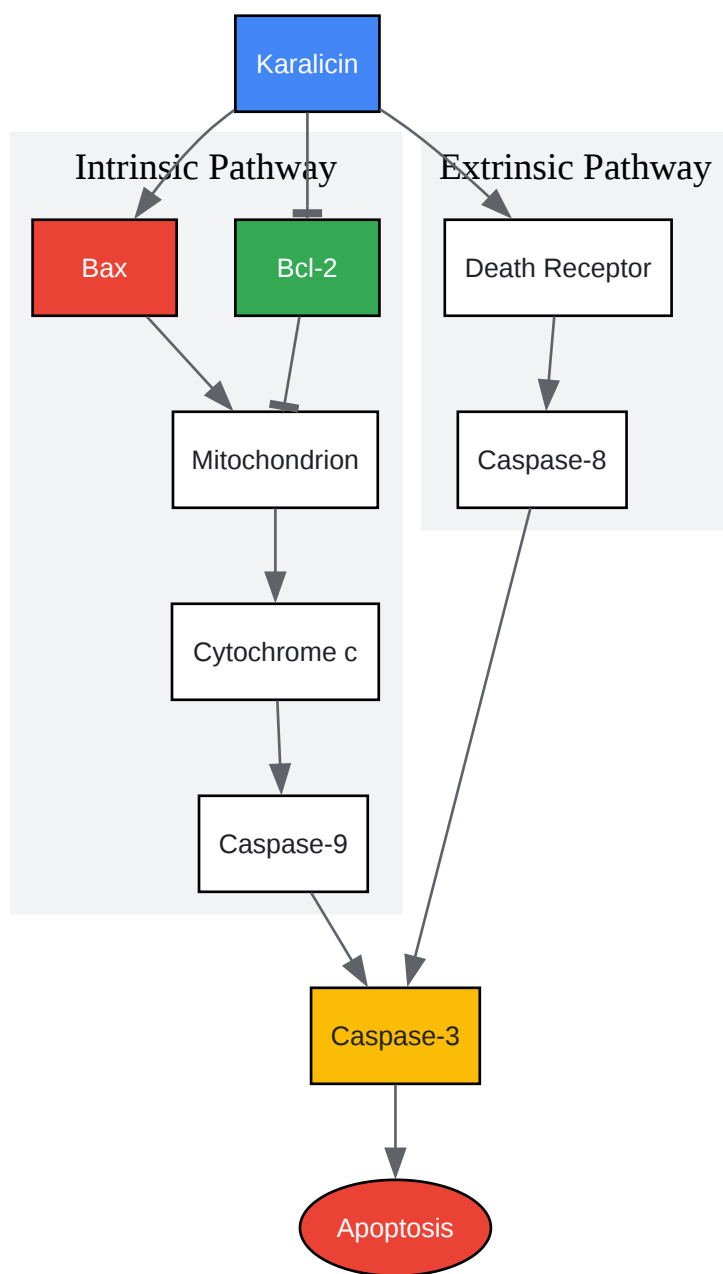 Karalicin
Intrinsic Pathway
Extrinsic Pathway
Bax
Bcl-2
Death Receptor
Mitochondrion
Caspase-8
Cytochrome c
Caspase-9
Caspase-3
Apoptosis